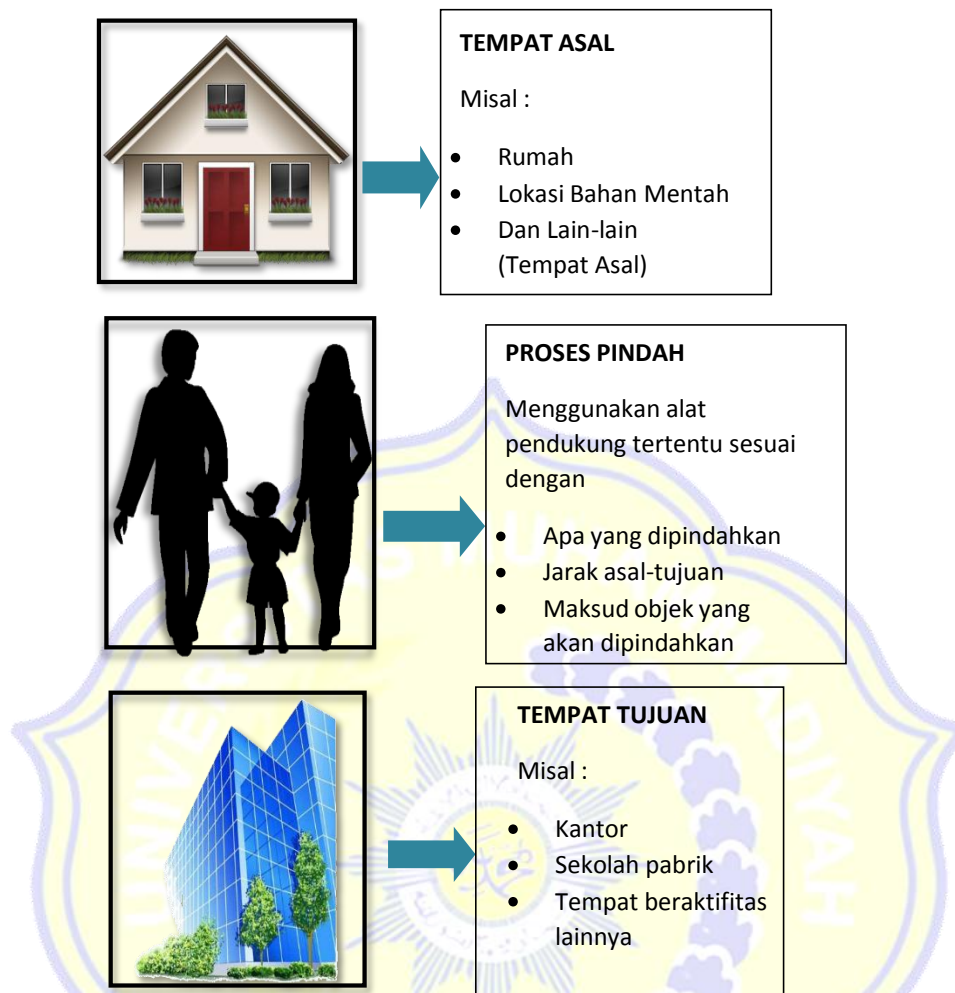 TEMPAT ASAL
Misal :
• Rumah
• Lokasi Bahan Mentah
• Dan Lain-lain
(Tempat Asal)
PROSES PINDAH
Menggunakan alat
pendukung tertentu sesuai
dengan
• Apa yang dipindahkan
• Jarak asal-tujuan
• Maksud objek yang
akan dipindahkan
TEMPAT TUJUAN
Misal :
• Kantor
• Sekolah pabrik
• Tempat beraktifitas
lainnya